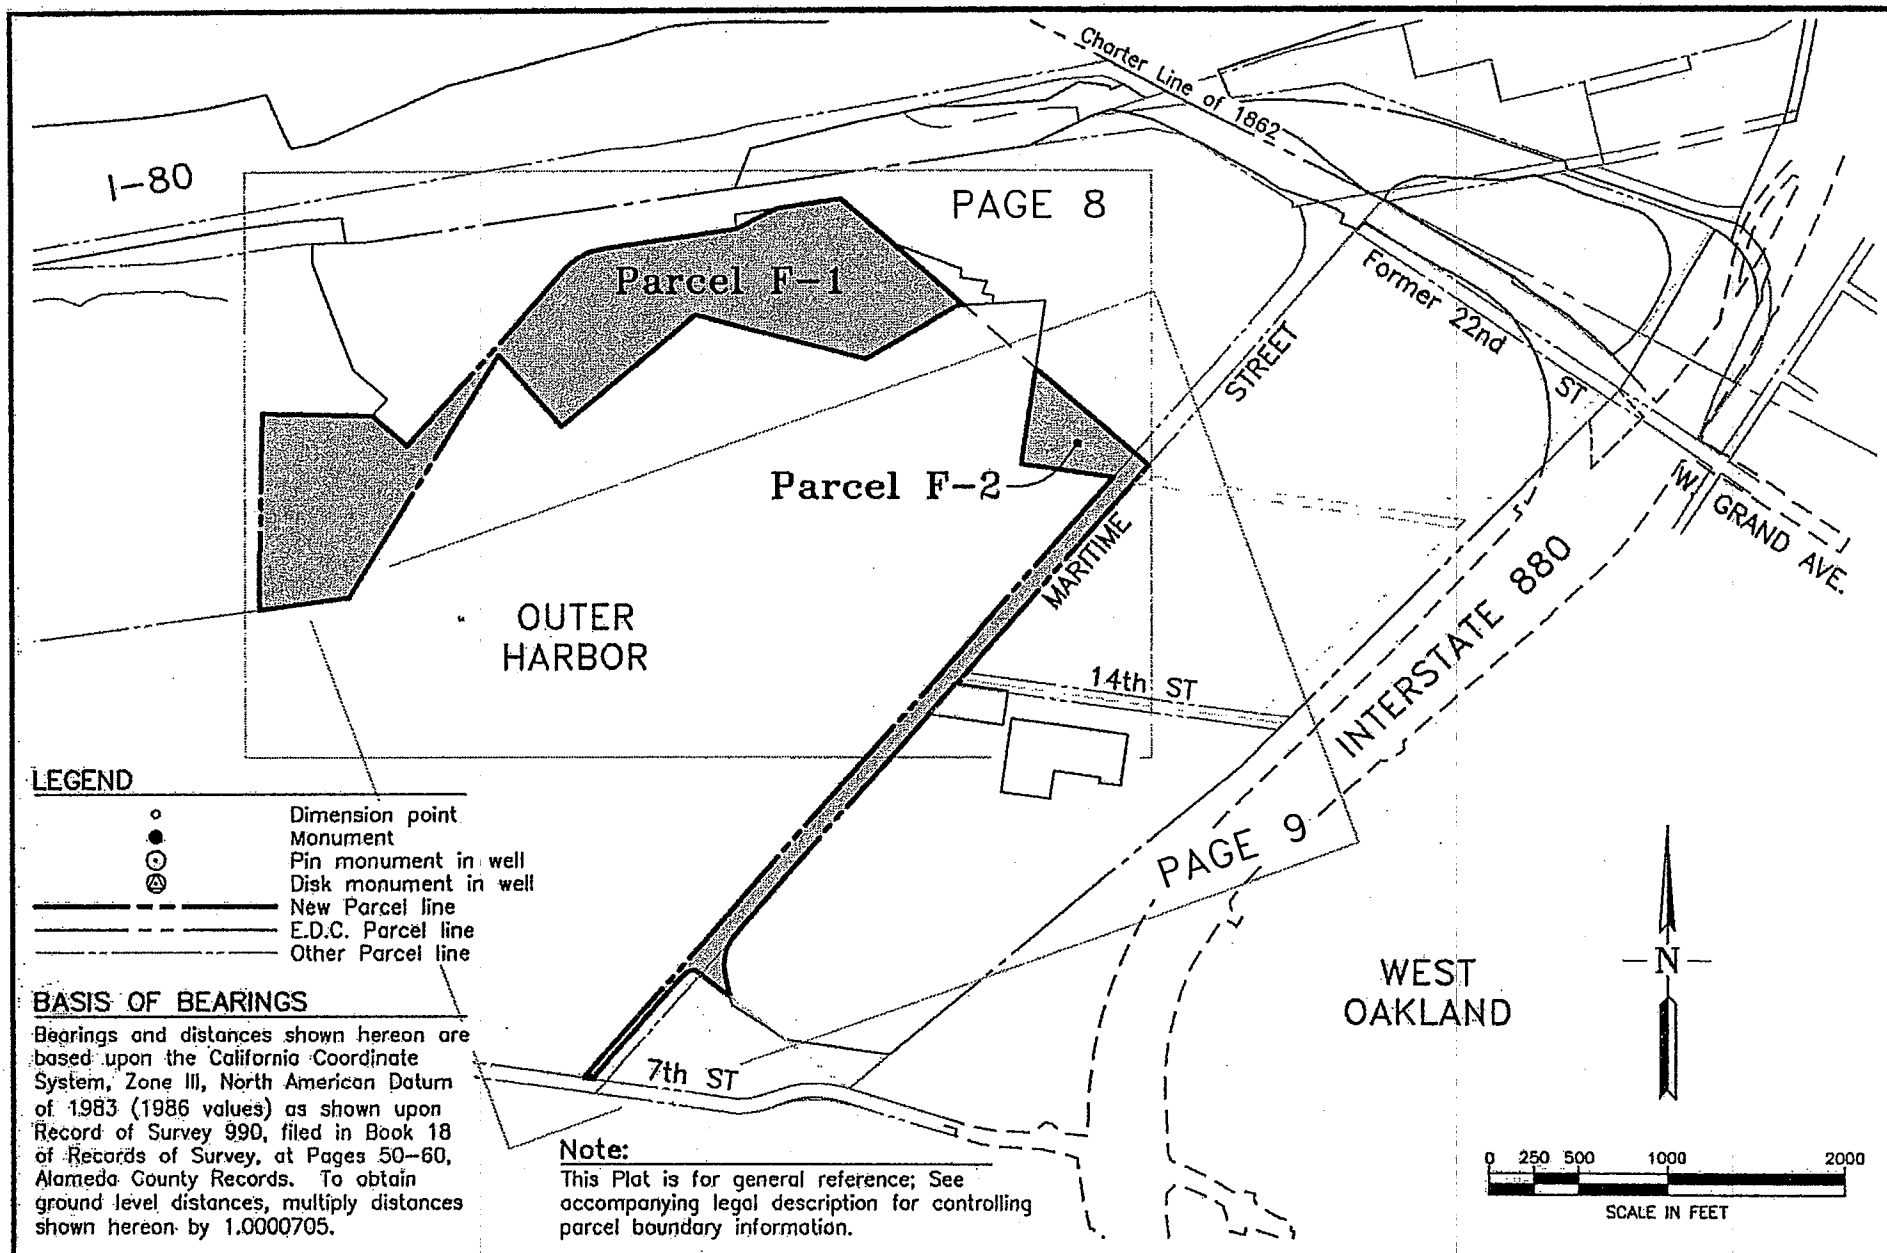 Charter Line of 1862
I-80
PAGE 8
Parcel F-1
Former 22nd ST
STREET
Parcel F-2
W. GRAND AVE.
MARITIME
OUTER
HARBOR
INTERSTATE 880
14th ST
PAGE 9
LEGEND
Dimension point
Monument
Pin monument in well
Disk monument in well
New Parcel line
E.D.C. Parcel line
Other Parcel line
WEST
OAKLAND
N
BASIS OF BEARINGS
Bearings and distances shown hereon are
based upon the California Coordinate
System, Zone III, North American Datum
of 1983 (1986 values) as shown upon
Record of Survey 990, filed in Book 18
of Records of Survey, at Pages 50-60,
Alameda County Records. To obtain
ground level distances, multiply distances
shown hereon by 1.0000705.
7th ST
Note:
This Plat is for general reference; See
accompanying legal description for controlling
parcel boundary information.
0 250 500 1000 2000
SCALE IN FEET